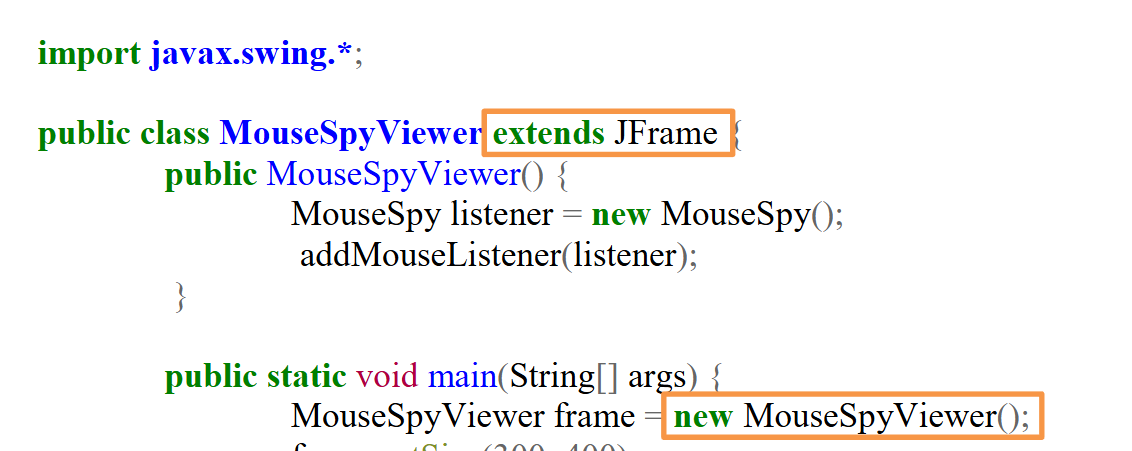 import javax.swing.*;
public class MouseSpyViewer extends JFrame {
public MouseSpyViewer() {
MouseSpy listener = new MouseSpy();
addMouseListener(listener);
}
public static void main(String[] args) {
MouseSpyViewer frame = new MouseSpyViewer();